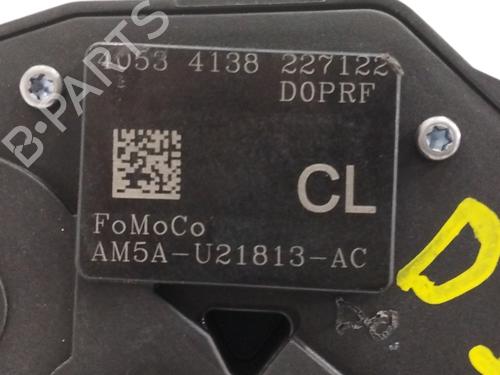 B-PARTS
4053 4138 227122
D0PRF
CL
FoMoCo
AM5A-U21813-AC
D